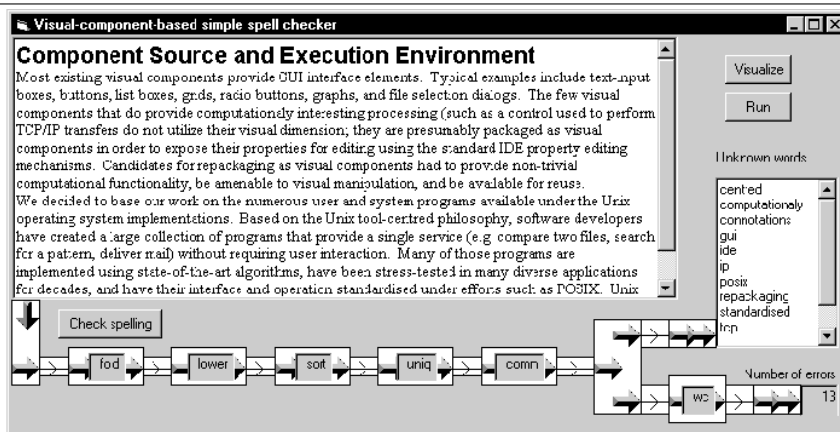 Visual-component-based simple spell checker
Component Source and Execution Environment
Most existing visual components provide GUI interface elements. Typical examples include text-input
boxes, buttons, list boxes, grids, radio buttons, graphs, and file selection dialogs. The few visual
components that do provide computationaly interesting processing (such as a control used to perform
TCP/IP transfers do not utilize their visual dimension; they are presumably packaged as visual
components in order to expose their properties for editing using the standard IDE property editing
mechanisms. Candidates for repackaging as visual components had to provide non-trivial
computational functionality, be amenable to visual manipulation, and be available for reuse.
We decided to base our work on the numerous user and system programs available under the Unix
operating system implementations. Based on the Unix tool-centred philosophy, software developers
have created a large collection of programs that provide a single service (e.g. compare two files, search
for a pattern, deliver mail) without requiring user interaction. Many of those programs are
implemented using state-of-the-art algorithms, have been stress-tested in many diverse applications
for decades, and have their interface and operation standardised under efforts such as POSIX. Unix
Visualize
Run
Unknown words
centred
computationaly
connotations
gui
ide
ip
posix
repackaging
standardised
tcp
Check spelling
fod
lower
sort
uniq
comm
wc
Number of errors
13